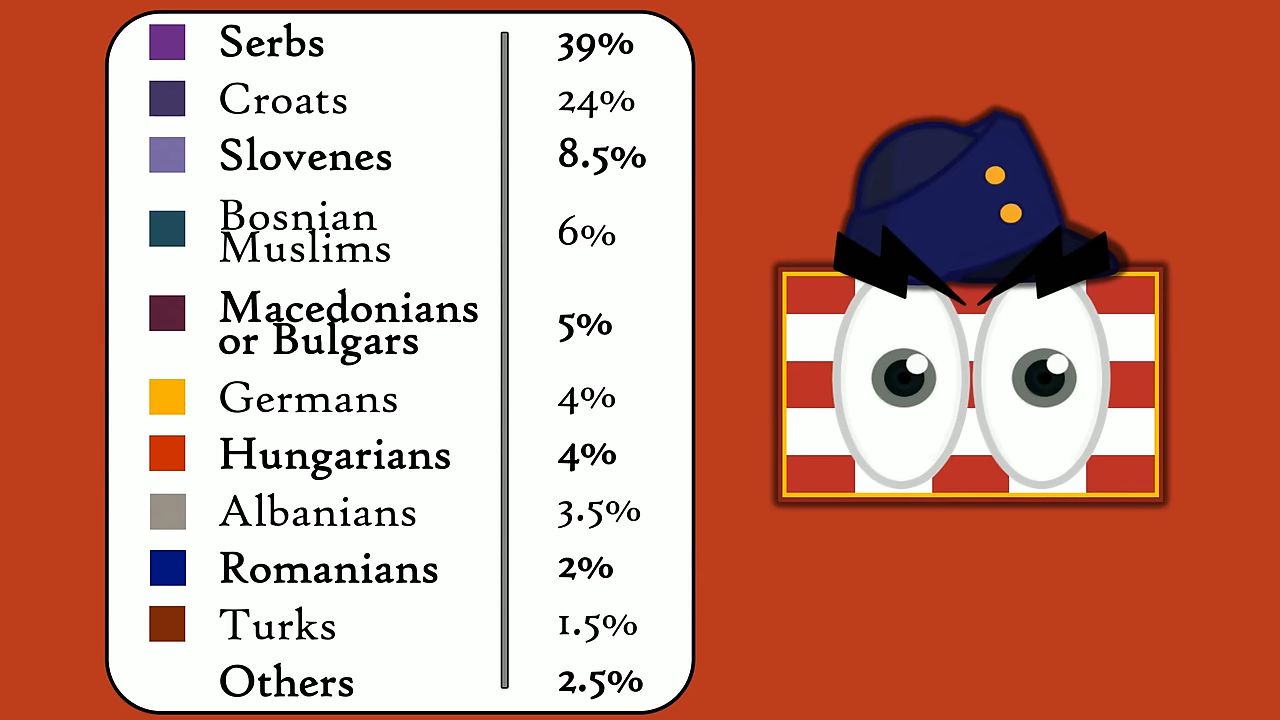 Serbs 39%
Croats 24%
Slovenes 8.5%
Bosnian
Muslims 6%
Macedonians
or Bulgars 5%
Germans 4%
Hungarians 4%
Albanians 3.5%
Romanians 2%
Turks 1.5%
Others 2.5%